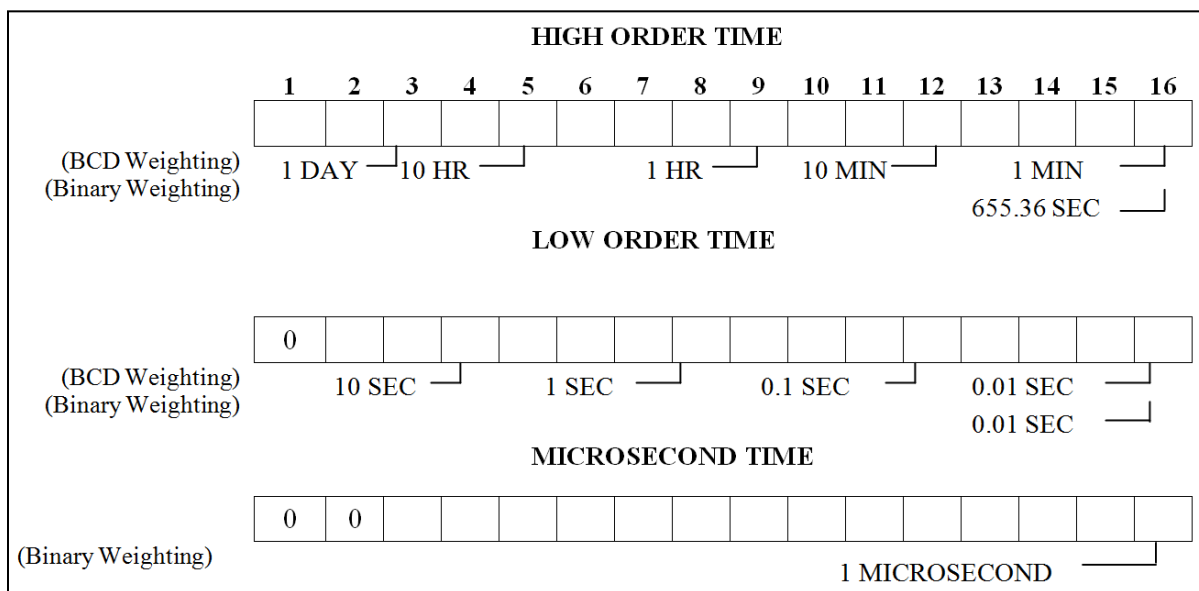 HIGH ORDER TIME
1 2 3 4 5 6 7 8 9 10 11 12 13 14 15 16
(BCD Weighting) 1 DAY 10 HR 1 HR 10 MIN 1 MIN
(Binary Weighting) 655.36 SEC
LOW ORDER TIME
0
(BCD Weighting) 10 SEC 1 SEC 0.1 SEC 0.01 SEC
(Binary Weighting) 0.01 SEC
MICROSECOND TIME
0 0
(Binary Weighting) 1 MICROSECOND